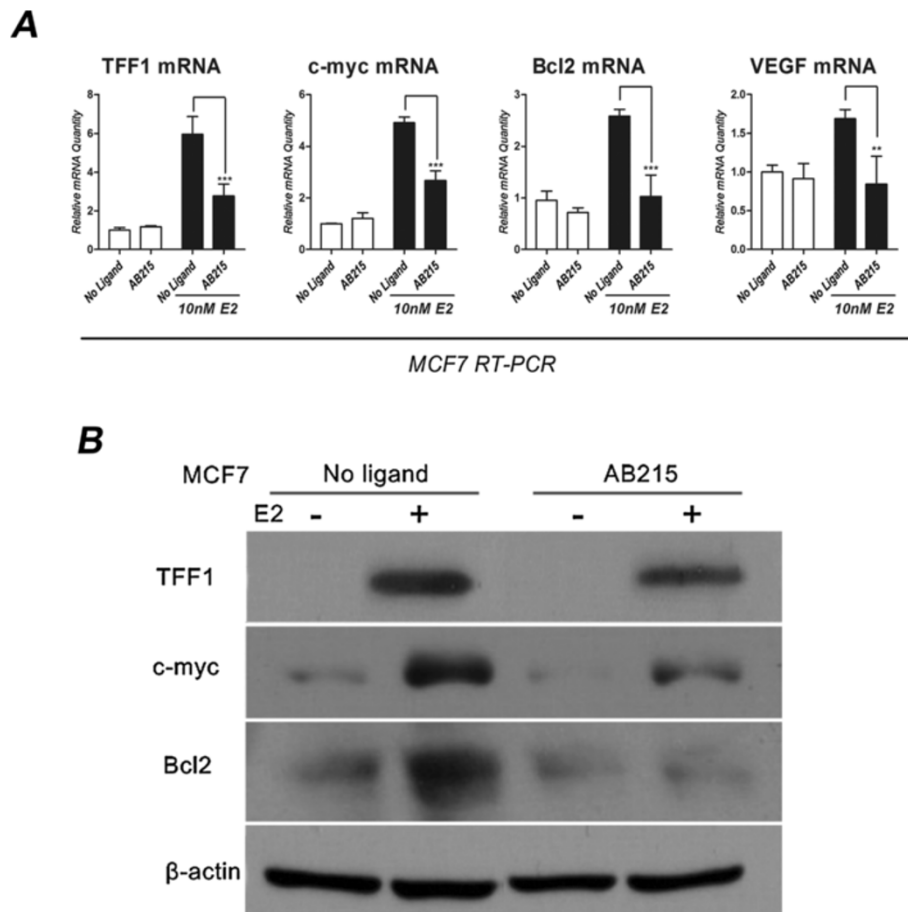 A
TFF1 mRNA
Relative mRNA Quantity
8
6
4
2
0
No Ligand
AB215
No Ligand
AB215
10nM E2
***
c-myc mRNA
Relative mRNA Quantity
6
4
2
0
No Ligand
AB215
No Ligand
AB215
10nM E2
***
Bcl2 mRNA
Relative mRNA Quantity
3
2
1
0
No Ligand
AB215
No Ligand
AB215
10nM E2
***
VEGF mRNA
Relative mRNA Quantity
2.0
1.5
1.0
0.5
0.0
No Ligand
AB215
No Ligand
AB215
10nM E2
**
MCF7 RT-PCR
B
MCF7 No ligand AB215
E2 - + - +
TFF1
c-myc
Bcl2
β-actin